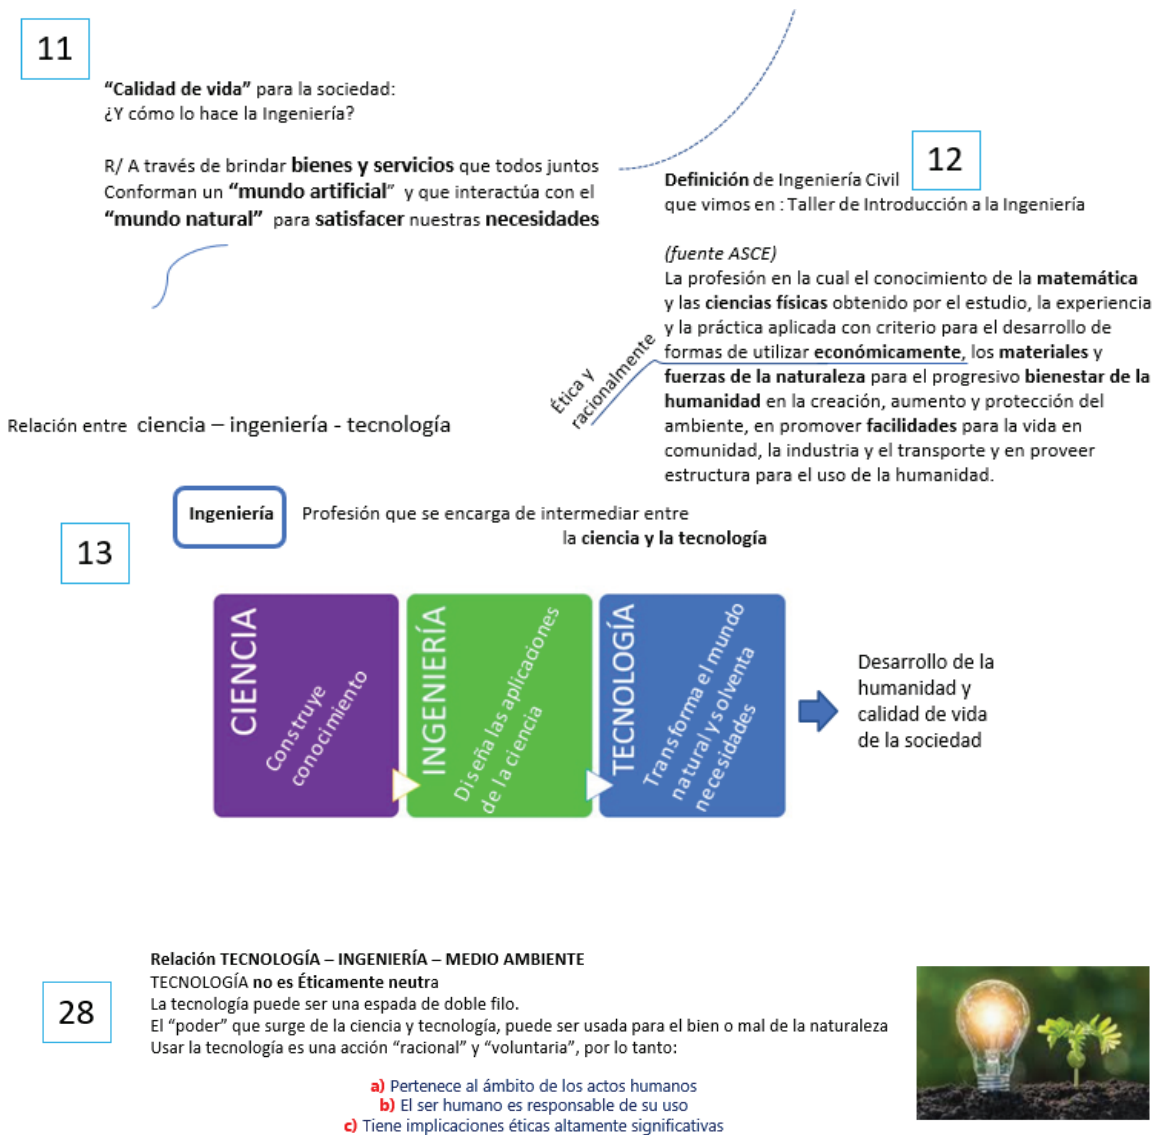 11
“Calidad de vida” para la sociedad:
¿Y cómo lo hace la Ingeniería?
R/ A través de brindar bienes y servicios que todos juntos
Conforman un “mundo artificial” y que interactúa con el
“mundo natural” para satisfacer nuestras necesidades
12
Definición de Ingeniería Civil
que vimos en : Taller de Introducción a la Ingeniería
(fuente ASCE)
La profesión en la cual el conocimiento de la matemática
y las ciencias físicas obtenido por el estudio, la experiencia
y la práctica aplicada con criterio para el desarrollo de
formas de utilizar económicamente, los materiales y
fuerzas de la naturaleza para el progresivo bienestar de la
humanidad en la creación, aumento y protección del
ambiente, en promover facilidades para la vida en
comunidad, la industria y el transporte y en proveer
estructura para el uso de la humanidad.
Ética y
racionalmente
Relación entre ciencia – ingeniería - tecnología
13
Ingeniería
Profesión que se encarga de intermediar entre
la ciencia y la tecnología
CIENCIA
Construye
conocimiento
INGENIERÍA
Diseña las aplicaciones
de la ciencia
TECNOLOGÍA
Transforma el mundo
natural y solventa
necesidades
Desarrollo de la
humanidad y
calidad de vida
de la sociedad
28
Relación TECNOLOGÍA – INGENIERÍA – MEDIO AMBIENTE
TECNOLOGÍA no es Éticamente neutra
La tecnología puede ser una espada de doble filo.
El “poder” que surge de la ciencia y tecnología, puede ser usada para el bien o mal de la naturaleza
Usar la tecnología es una acción “racional” y “voluntaria”, por lo tanto:
a) Pertenece al ámbito de los actos humanos
b) El ser humano es responsable de su uso
c) Tiene implicaciones éticas altamente significativas